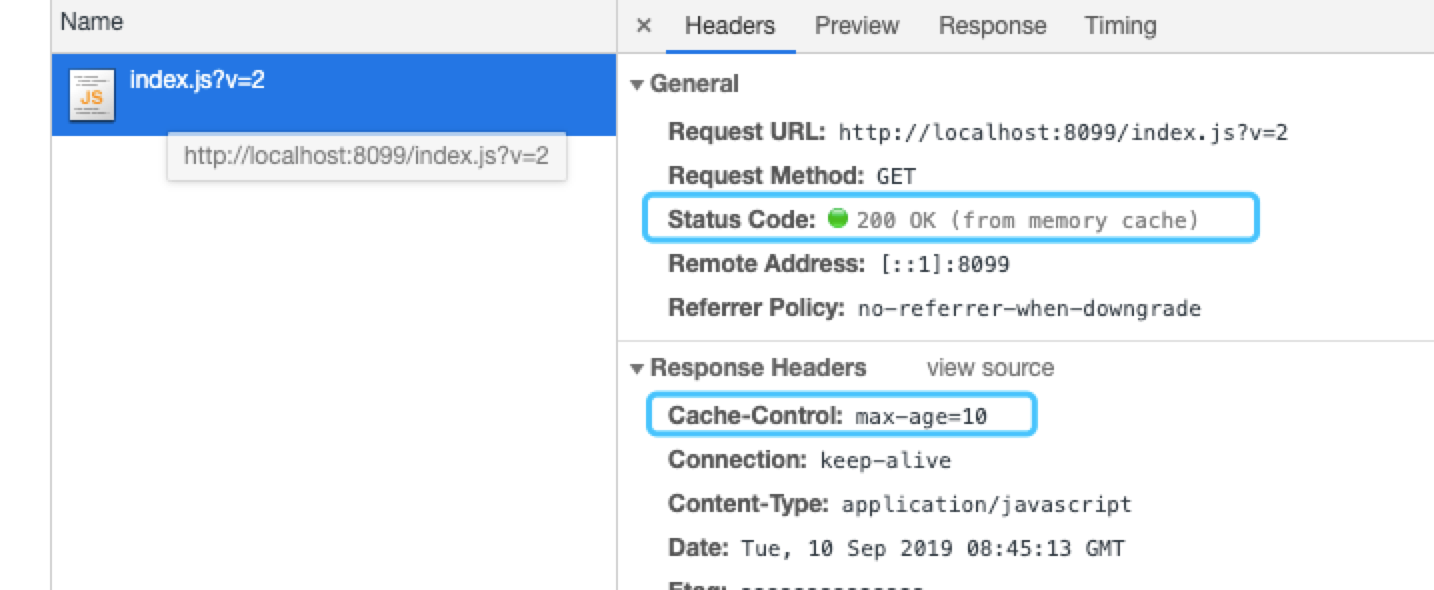 Name
× Headers Preview Response Timing
JS index.js?v=2
http://localhost:8099/index.js?v=2
▼ General
Request URL: http://localhost:8099/index.js?v=2
Request Method: GET
Status Code: 200 OK (from memory cache)
Remote Address: [::1]:8099
Referrer Policy: no-referrer-when-downgrade
▼ Response Headers view source
Cache-Control: max-age=10
Connection: keep-alive
Content-Type: application/javascript
Date: Tue, 10 Sep 2019 08:45:13 GMT
Etag: